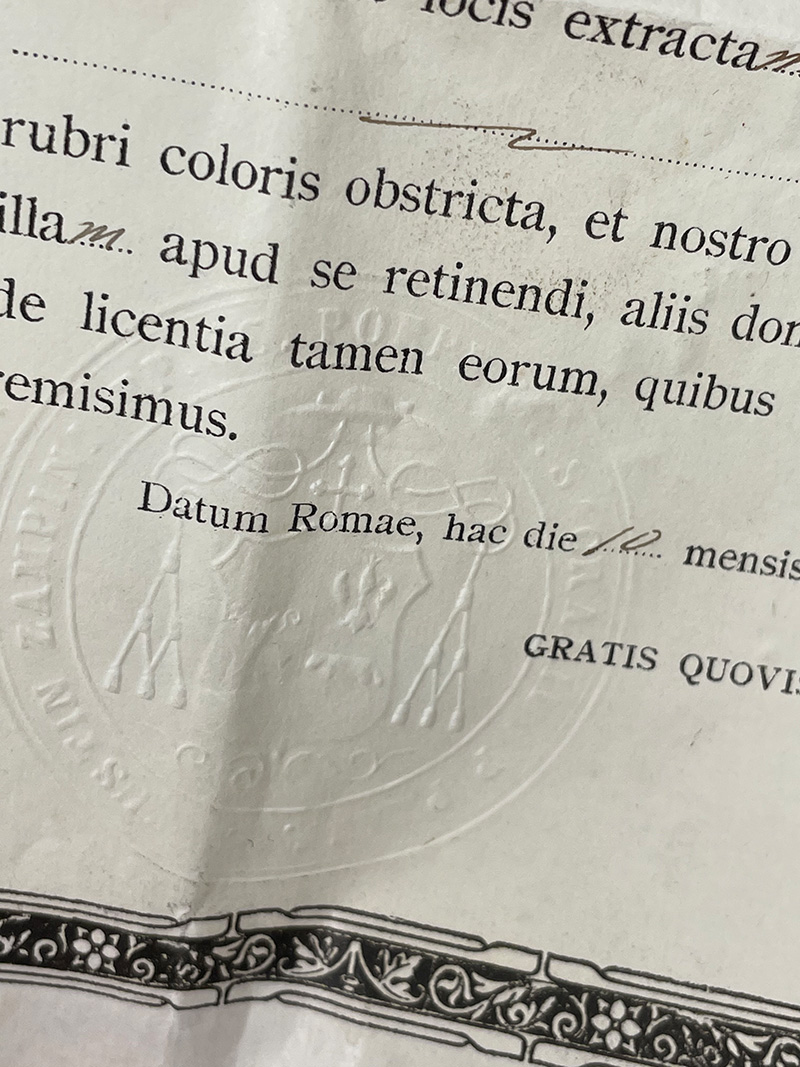 locis extractam
rubri coloris obstricta, et nostro
illam apud se retinendi, aliis don
de licentia tamen eorum, quibus
remisimus.
Datum Romae, hac die 10 mensis
GRATIS QUOVIS